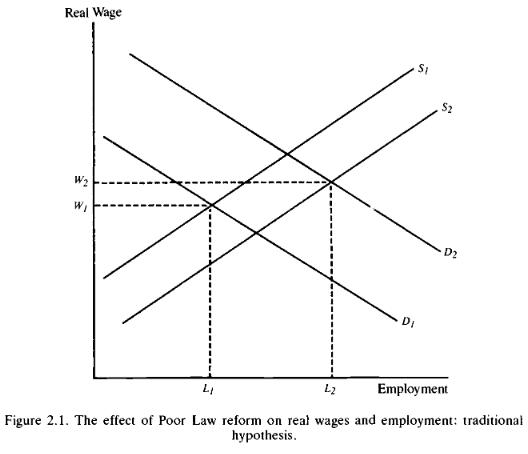 Real Wage
S1
S2
W2
W1
D2
D1
L1
L2
Employment
Figure 2.1. The effect of Poor Law reform on real wages and employment: traditional
hypothesis.